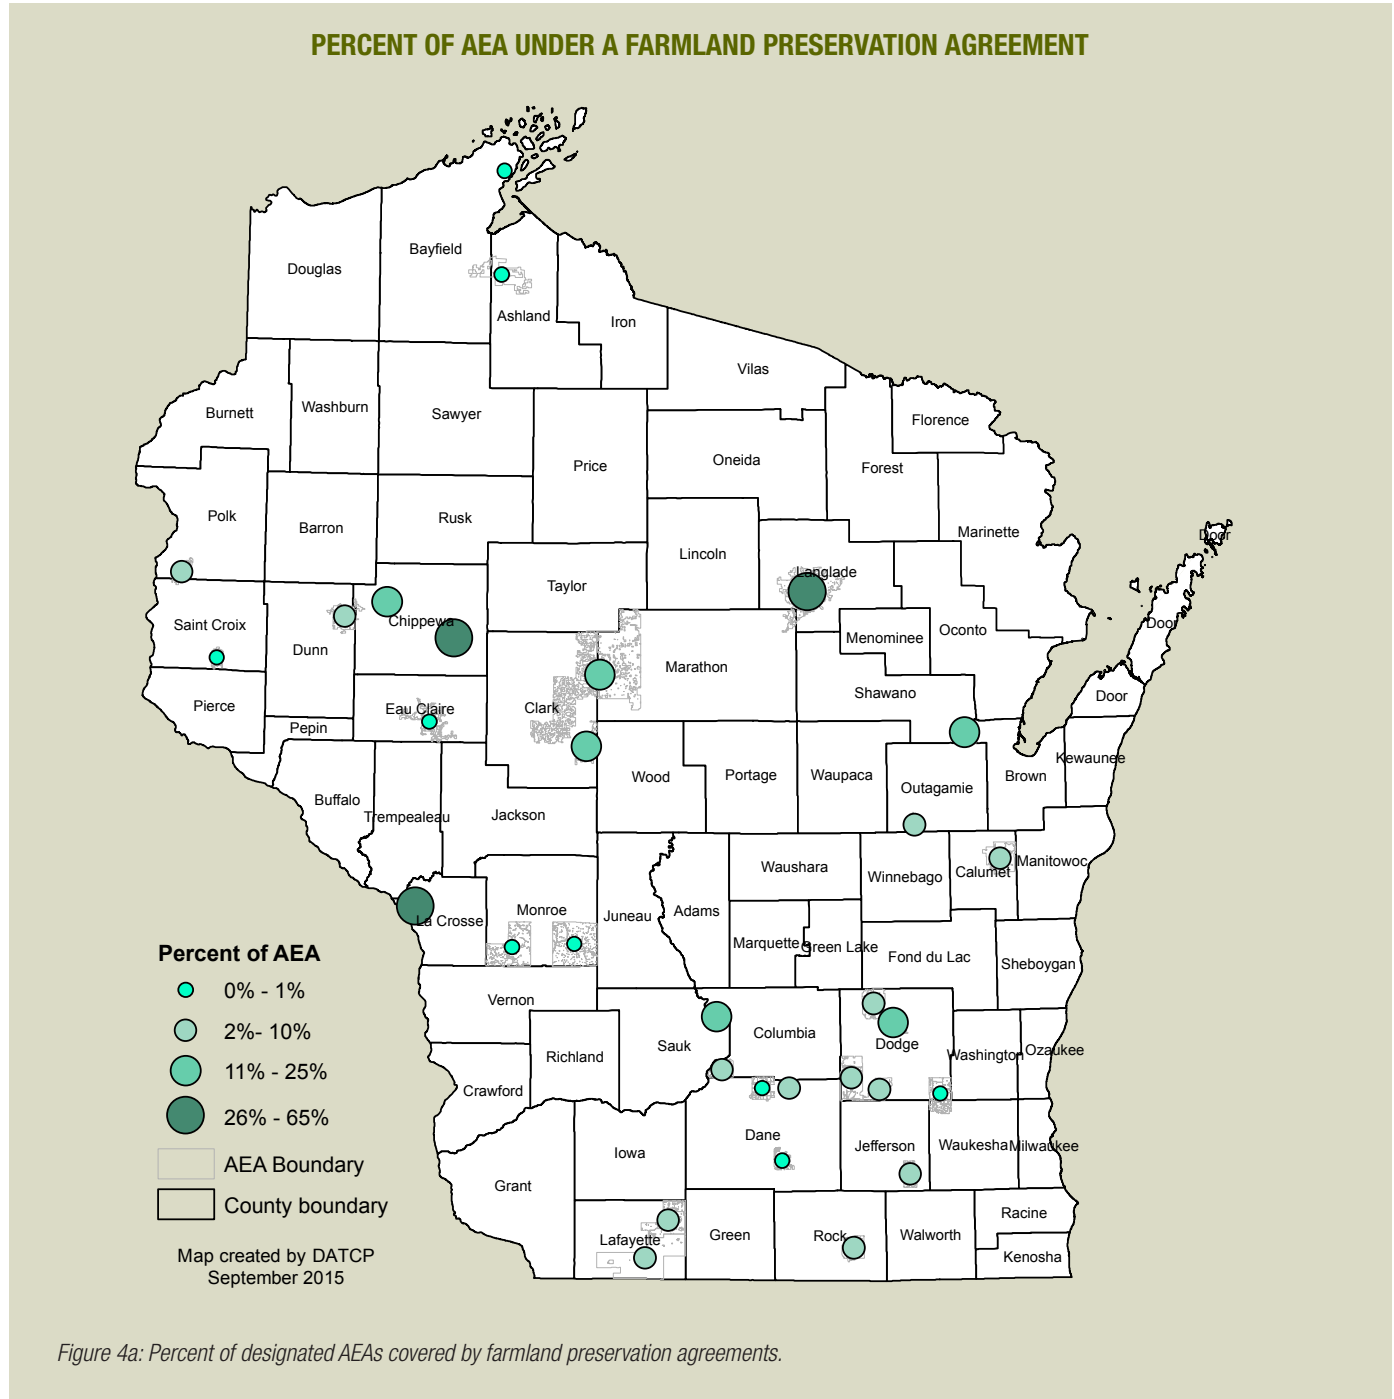 PERCENT OF AEA UNDER A FARMLAND PRESERVATION AGREEMENT
Bayfield
Douglas
Ashland
Iron
Vilas
Burnett
Washburn
Sawyer
Florence
Price
Oneida
Forest
Polk
Barron
Rusk
Marinette
Door
Lincoln
Langlade
Taylor
Saint Croix
Chippewa
Door
Oconto
Menominee
Dunn
Marathon
Shawano
Door
Pierce
Eau Claire
Clark
Pepin
Kewaunee
Wood
Portage
Waupaca
Brown
Outagamie
Buffalo
Trempealeau
Jackson
Waushara
Winnebago
Calumet
Manitowoc
La Crosse
Monroe
Juneau
Adams
Marquette
Green Lake
Fond du Lac
Sheboygan
Vernon
Columbia
Sauk
Dodge
Richland
Washington
Ozaukee
Crawford
Dane
Iowa
Jefferson
Waukesha
Milwaukee
Grant
Racine
Lafayette
Green
Rock
Walworth
Kenosha
Percent of AEA
0% - 1%
2%- 10%
11% - 25%
26% - 65%
AEA Boundary
County boundary
Map created by DATCP
September 2015
Figure 4a: Percent of designated AEAs covered by farmland preservation agreements.